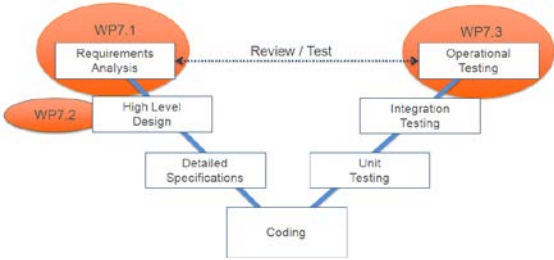 WP7.1
WP7.3
Requirements
Analysis
Review / Test
Operational
Testing
WP7.2
High Level
Design
Integration
Testing
Detailed
Specifications
Unit
Testing
Coding